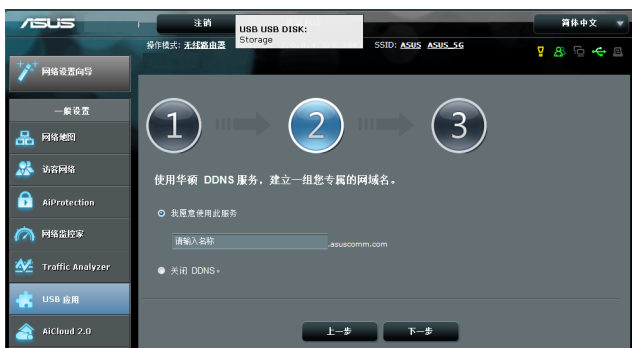 ASUS
注销
USB USB DISK:
Storage
简体中文
操作模式: 无线路由器
SSID: ASUS ASUS_5G
网络设置向导
一般设置
网络地图
访客网络
AiProtection
网络监控家
Traffic Analyzer
USB 应用
AiCloud 2.0
1
2
3
使用华硕 DDNS 服务，建立一组您专属的网域名。
我愿意使用此服务
请输入名称 .asuscomm.com
关闭 DDNS。
上一步
下一步